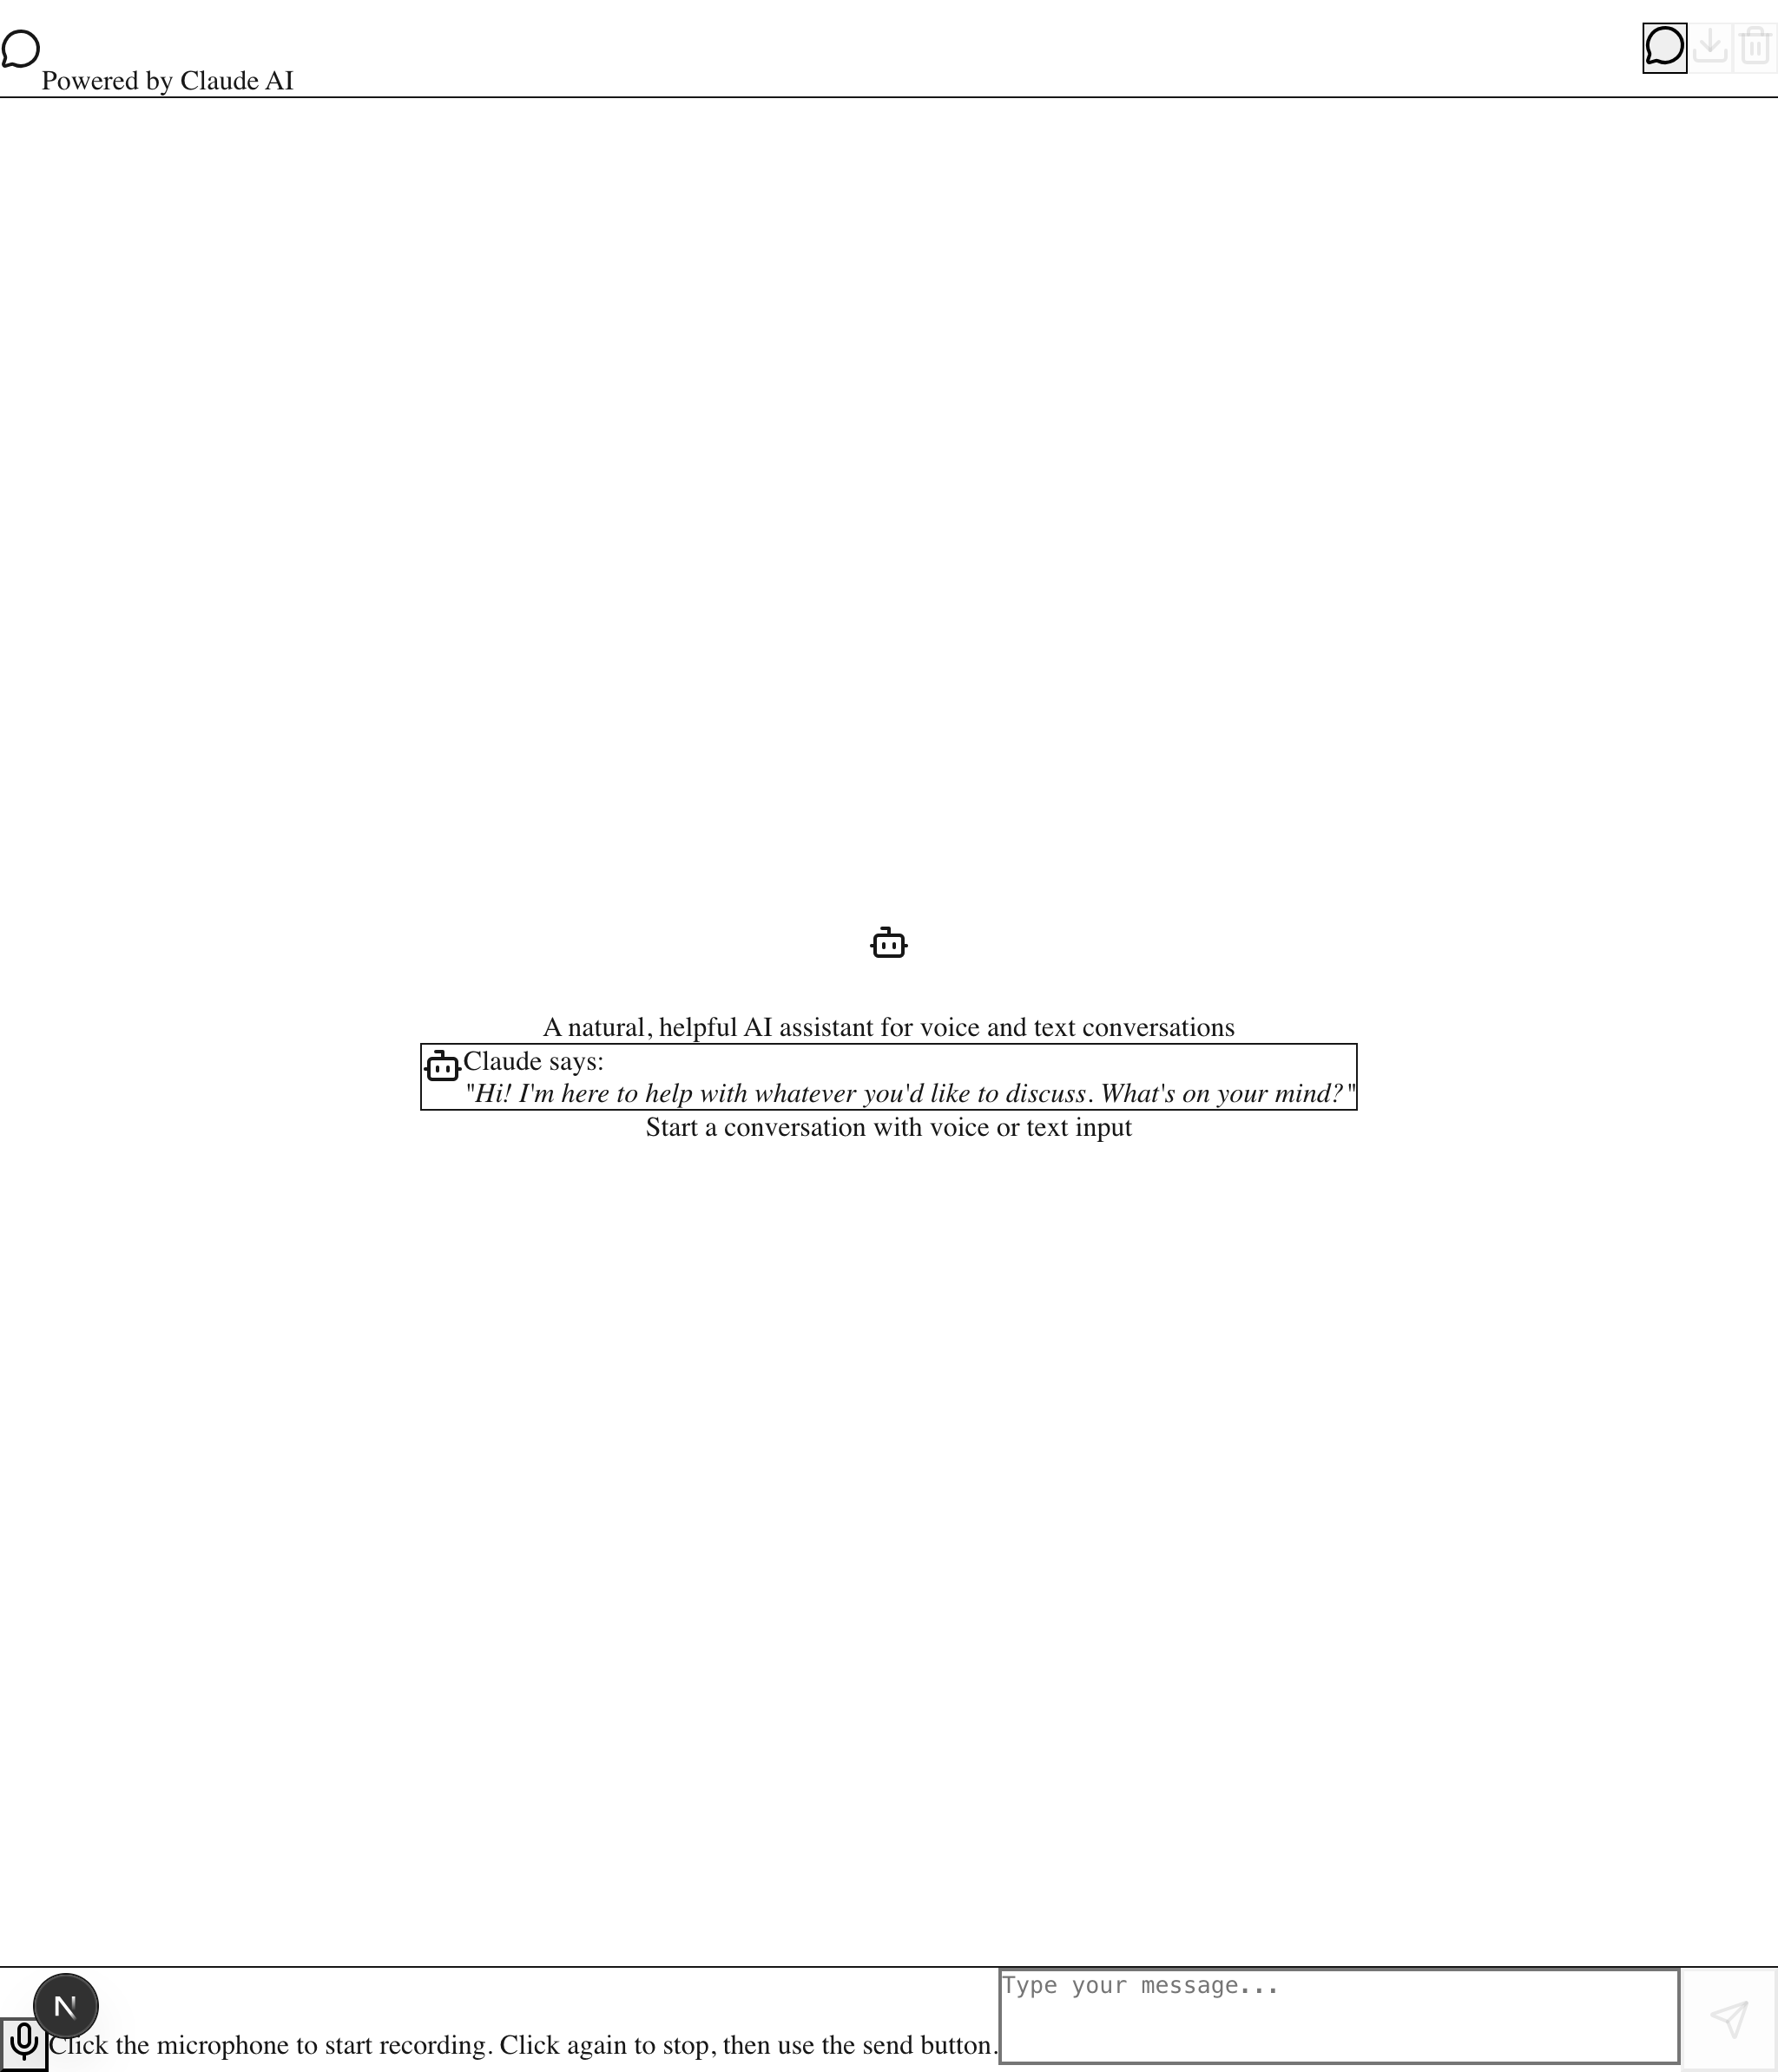 Powered by Claude AI
A natural, helpful AI assistant for voice and text conversations
Claude says:
"Hi! I'm here to help with whatever you'd like to discuss. What's on your mind?"
Start a conversation with voice or text input
Type your message...
N
Click the microphone to start recording. Click again to stop, then use the send button.